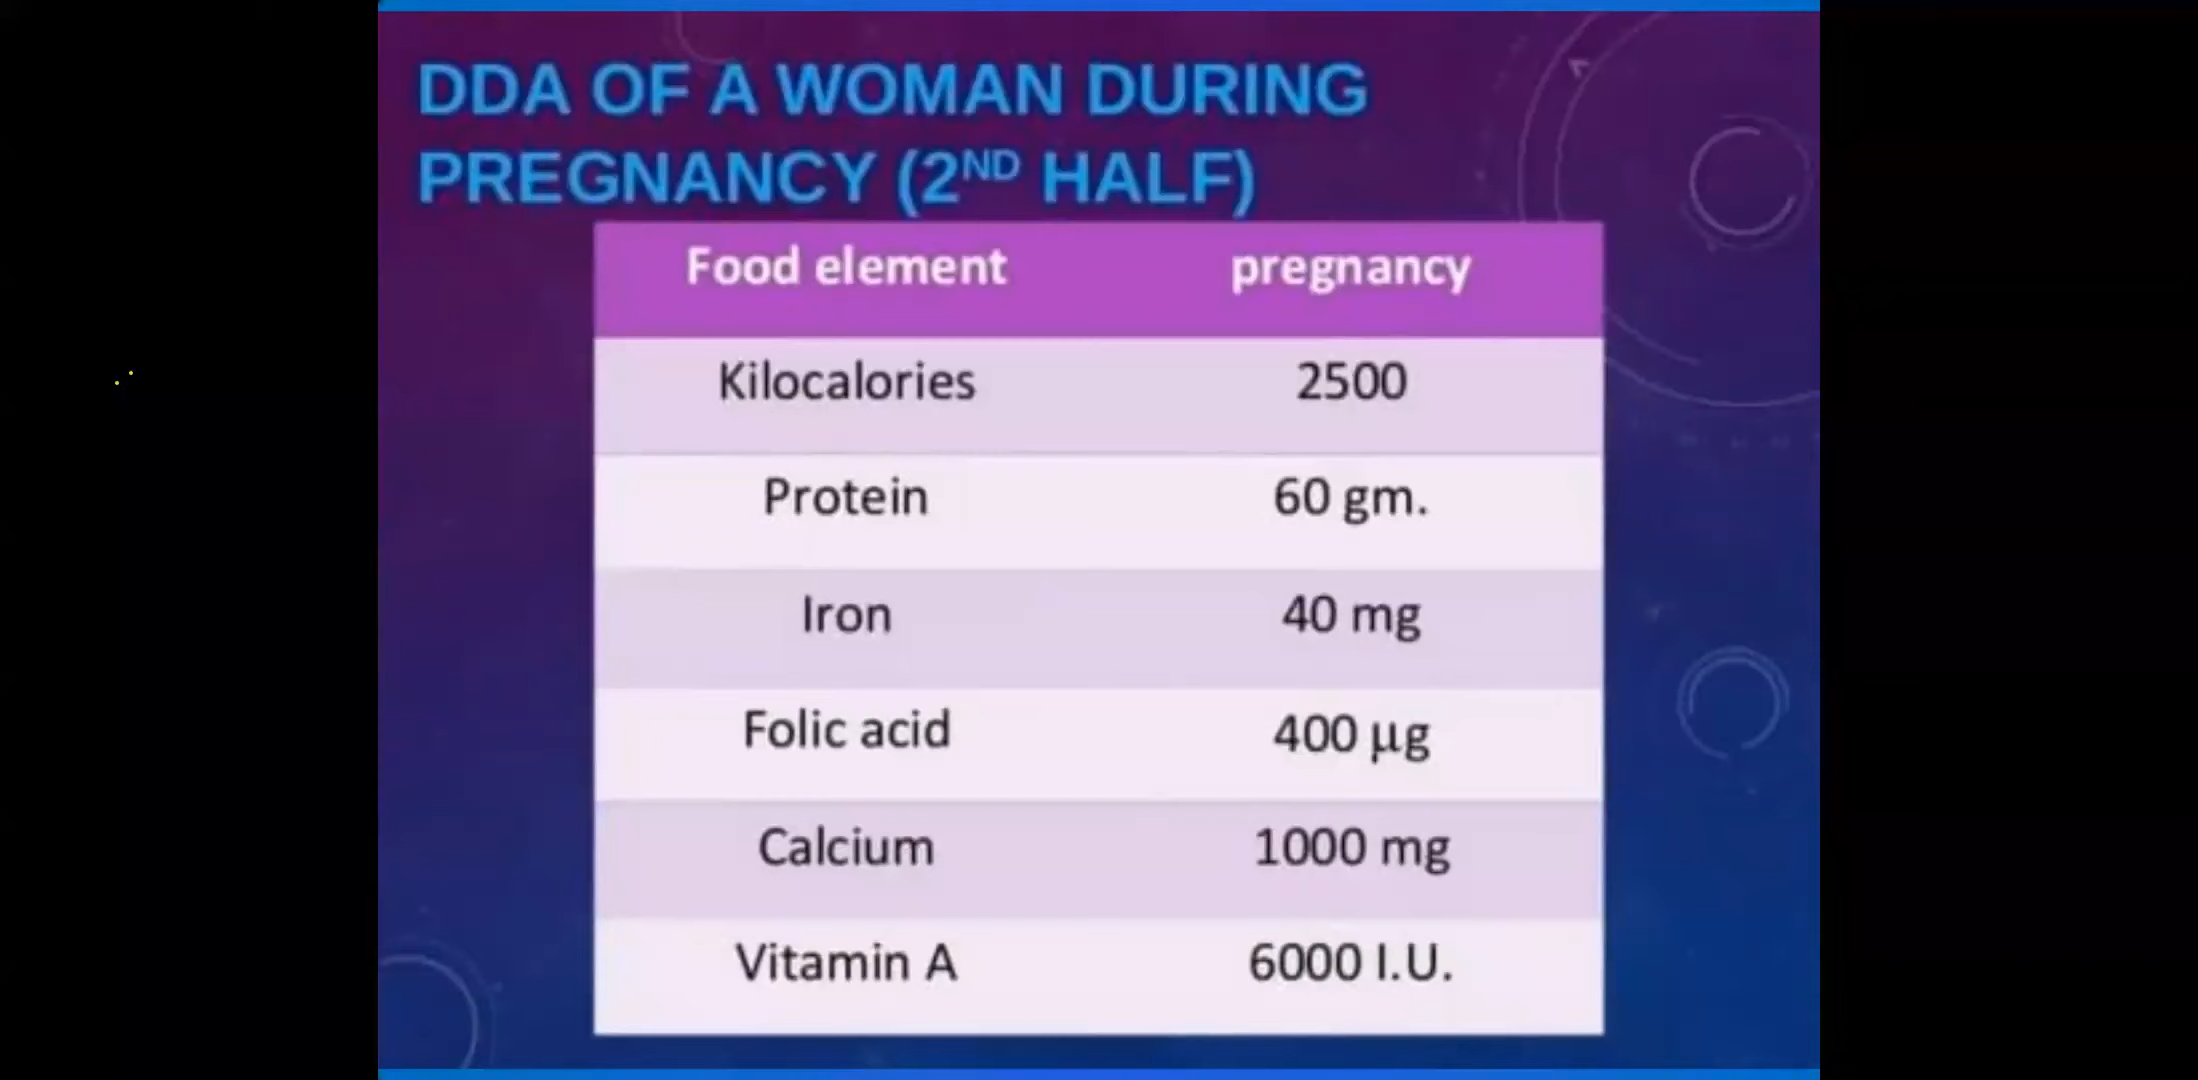 DDA OF A WOMAN DURING
PREGNANCY (2ND HALF)
Food element pregnancy
Kilocalories 2500
Protein 60 gm.
Iron 40 mg
Folic acid 400 µg
Calcium 1000 mg
Vitamin A 6000 I.U.